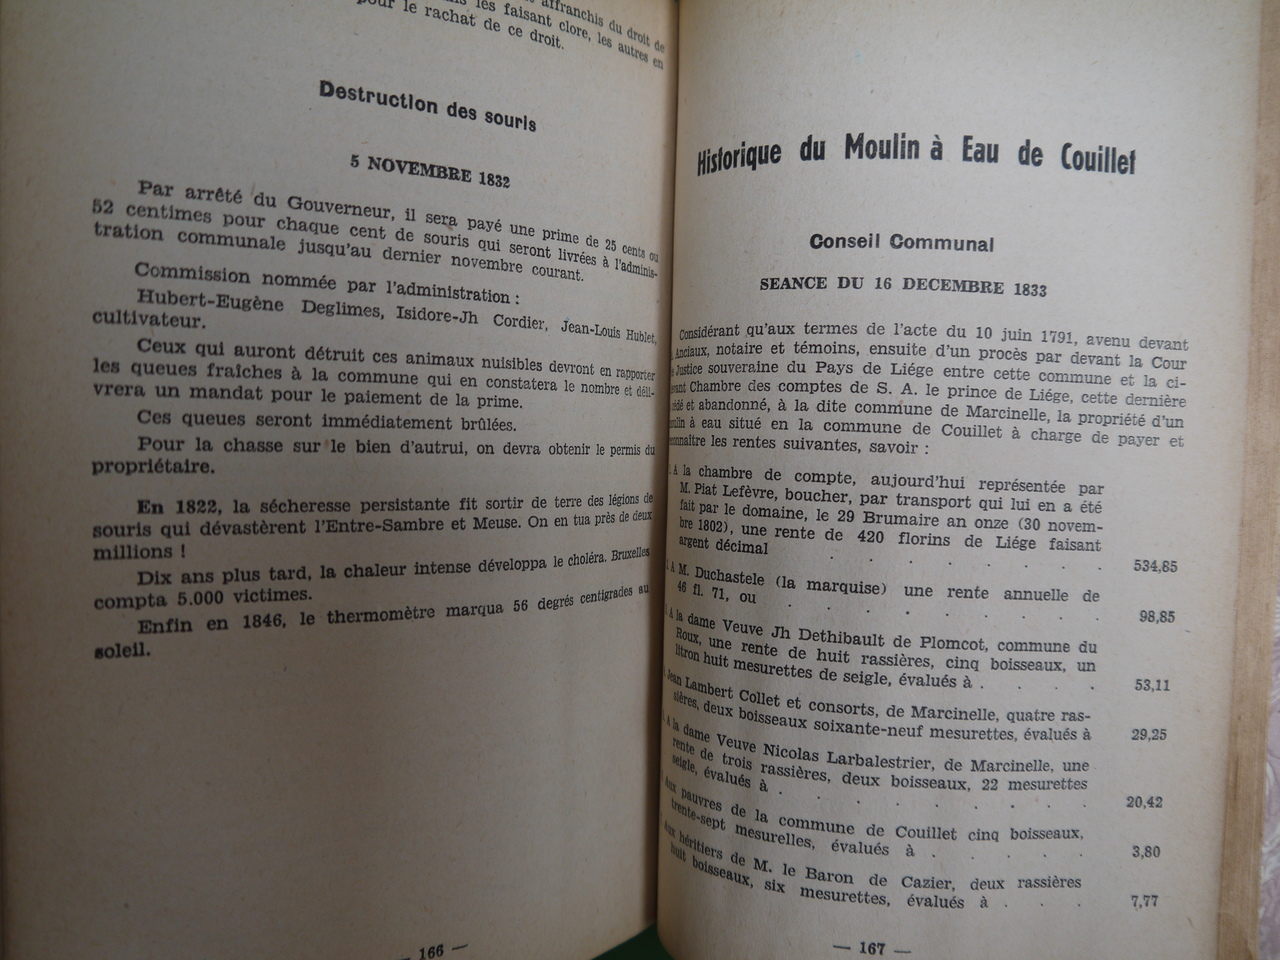 affranchis du droit de
les faisant clore, les autres en
pour le rachat de ce droit.
Destruction des souris
5 NOVEMBRE 1832
Par arrêté du Gouverneur, il sera payé une prime de 25 cents ou
52 centimes pour chaque cent de souris qui seront livrées à l'adminis-
tration communale jusqu'au dernier novembre courant.
Commission nommée par l'administration :
Hubert-Eugène Deglimes, Isidore-Jh Cordier, Jean-Louis Hublet,
cultivateur.
Ceux qui auront détruit ces animaux nuisibles devront en rapporter
les queues fraîches à la commune qui en constatera le nombre et déli-
vrera un mandat pour le paiement de la prime.
Ces queues seront immédiatement brûlées.
Pour la chasse sur le bien d'autrui, on devra obtenir le permis du
propriétaire.
En 1822, la sécheresse persistante fit sortir de terre des légions de
souris qui dévastèrent l'Entre-Sambre et Meuse. On en tua près de deux
millions !
Dix ans plus tard, la chaleur intense développa le choléra. Bruxelles
compta 5.000 victimes.
Enfin en 1846, le thermomètre marqua 56 degrés centigrades au
soleil.
— 166 —
Historique du Moulin à Eau de Couillet
Conseil Communal
SEANCE DU 16 DECEMBRE 1833
Considérant qu'aux termes de l'acte du 10 juin 1791, avenu devant
Anciaux, notaire et témoins, ensuite d'un procès par devant la Cour
Justice souveraine du Pays de Liége entre cette commune et la ci-
devant Chambre des comptes de S. A. le prince de Liége, cette dernière
cédé et abandonné, à la dite commune de Marcinelle, la propriété d'un
moulin à eau situé en la commune de Couillet à charge de payer et
reconnaître les rentes suivantes, savoir :
A la chambre de compte, aujourd'hui représentée par
M. Piat Lefèvre, boucher, par transport qui lui en a été
fait par le domaine, le 29 Brumaire an onze (30 novem-
bre 1802), une rente de 420 florins de Liége faisant
argent décimal . . . . . . . . 534,85
A M. Duchastele (la marquise) une rente annuelle de
46 fl. 71, ou . . . . . . . . 98,85
A la dame Veuve Jh Dethibault de Plomcot, commune du
Roux, une rente de huit rassières, cinq boisseaux, un
litron huit mesurettes de seigle, évalués à . . . . 53,11
Jean Lambert Collet et consorts, de Marcinelle, quatre ras-
sières, deux boisseaux soixante-neuf mesurettes, évalués à 29,25
A la dame Veuve Nicolas Larbalestrier, de Marcinelle, une
rente de trois rassières, deux boisseaux, 22 mesurettes
seigle, évalués à . . . . . . . . 20,42
Aux pauvres de la commune de Couillet cinq boisseaux,
trente-sept mesurelles, évalués à . . . . . 3,80
Aux héritiers de M. le Baron de Cazier, deux rassières
huit boisseaux, six mesurettes, évalués à . . . 7,77
— 167 —